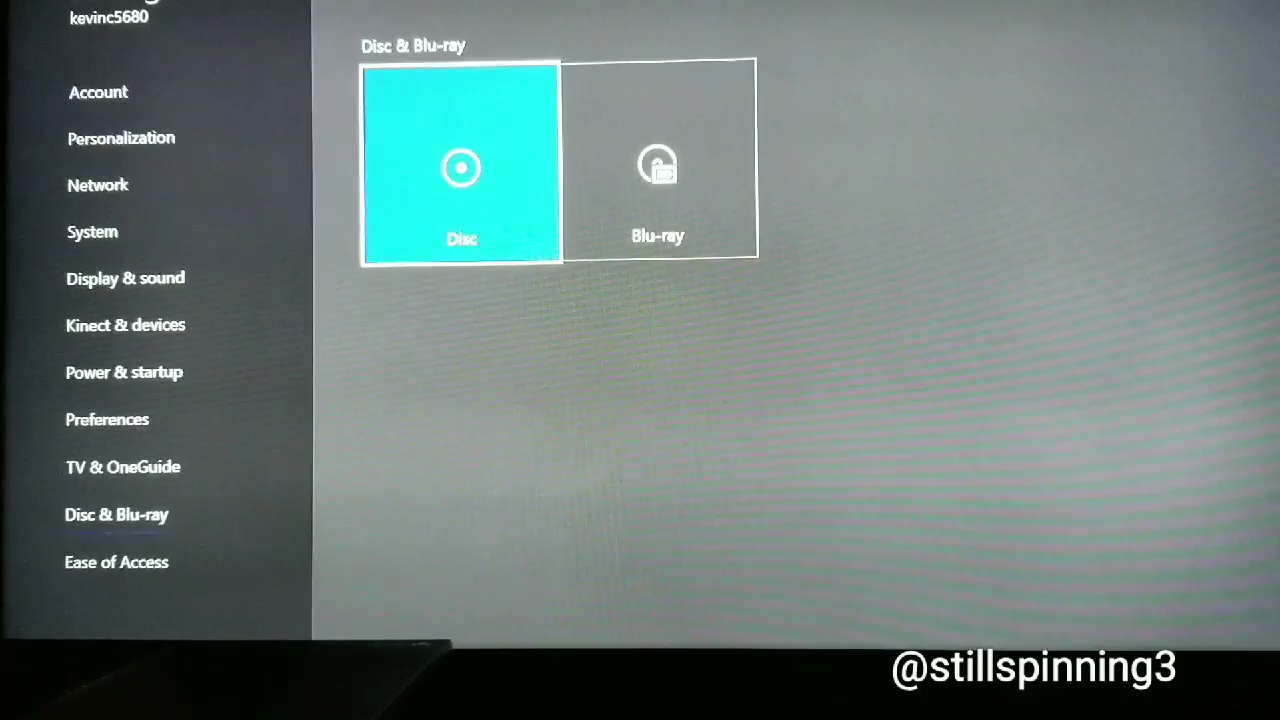 kevinc5680
Account
Personalization
Network
System
Display & sound
Kinect & devices
Power & startup
Preferences
TV & OneGuide
Disc & Blu-ray
Ease of Access
Disc & Blu-ray
Disc
Blu-ray
@stillspinning3